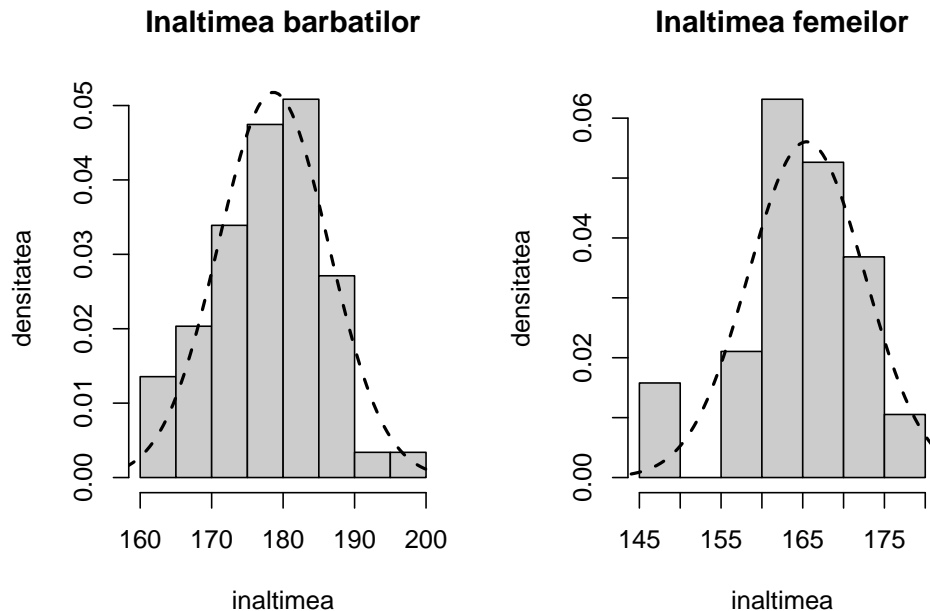 Inaltimea barbatilor
densitatea
0.00 0.01 0.02 0.03 0.04 0.05
160 170 180 190 200
inaltimea
Inaltimea femeilor
densitatea
0.00 0.02 0.04 0.06
145 155 165 175
inaltimea